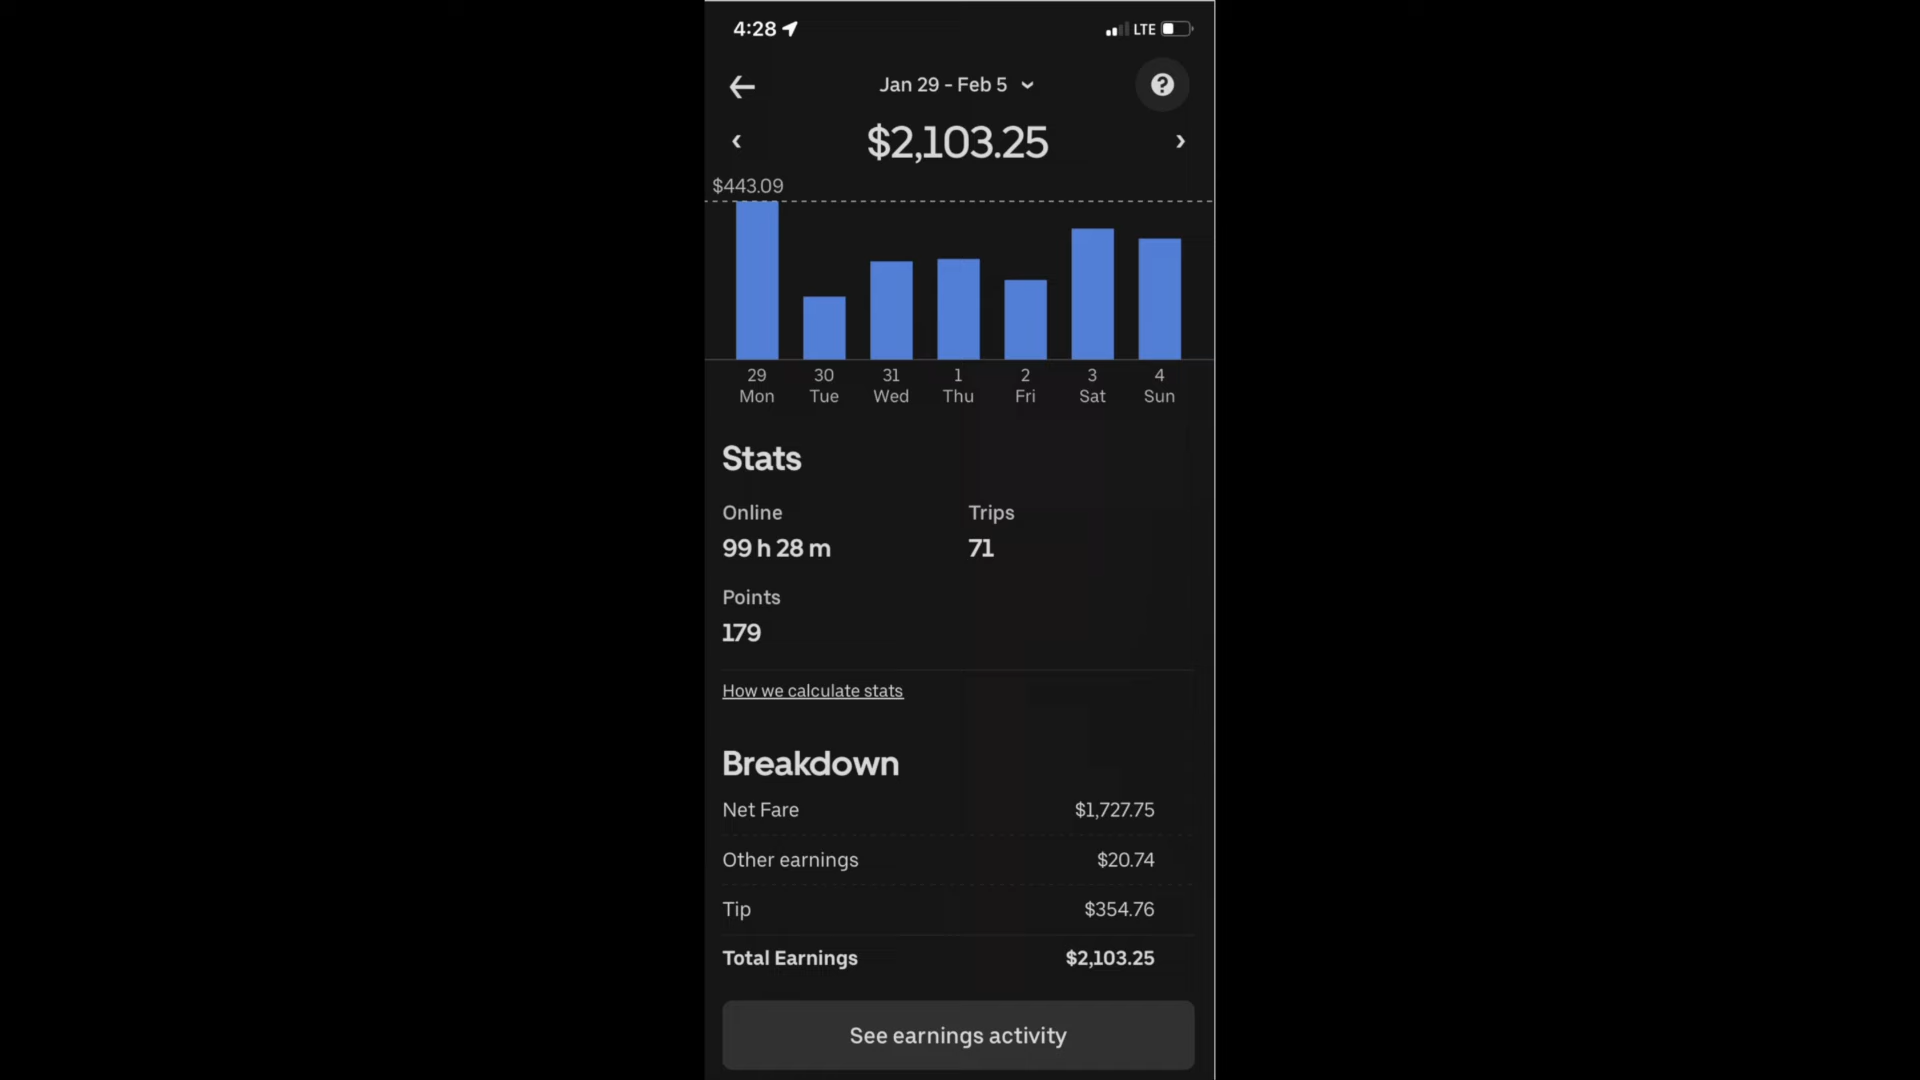 4:28
LTE
Jan 29 - Feb 5
?
$2,103.25
$443.09
29 30 31 1 2 3 4
Mon Tue Wed Thu Fri Sat Sun
Stats
Online Trips
99 h 28 m 71
Points
179
How we calculate stats
Breakdown
Net Fare $1,727.75
Other earnings $20.74
Tip $354.76
Total Earnings $2,103.25
See earnings activity